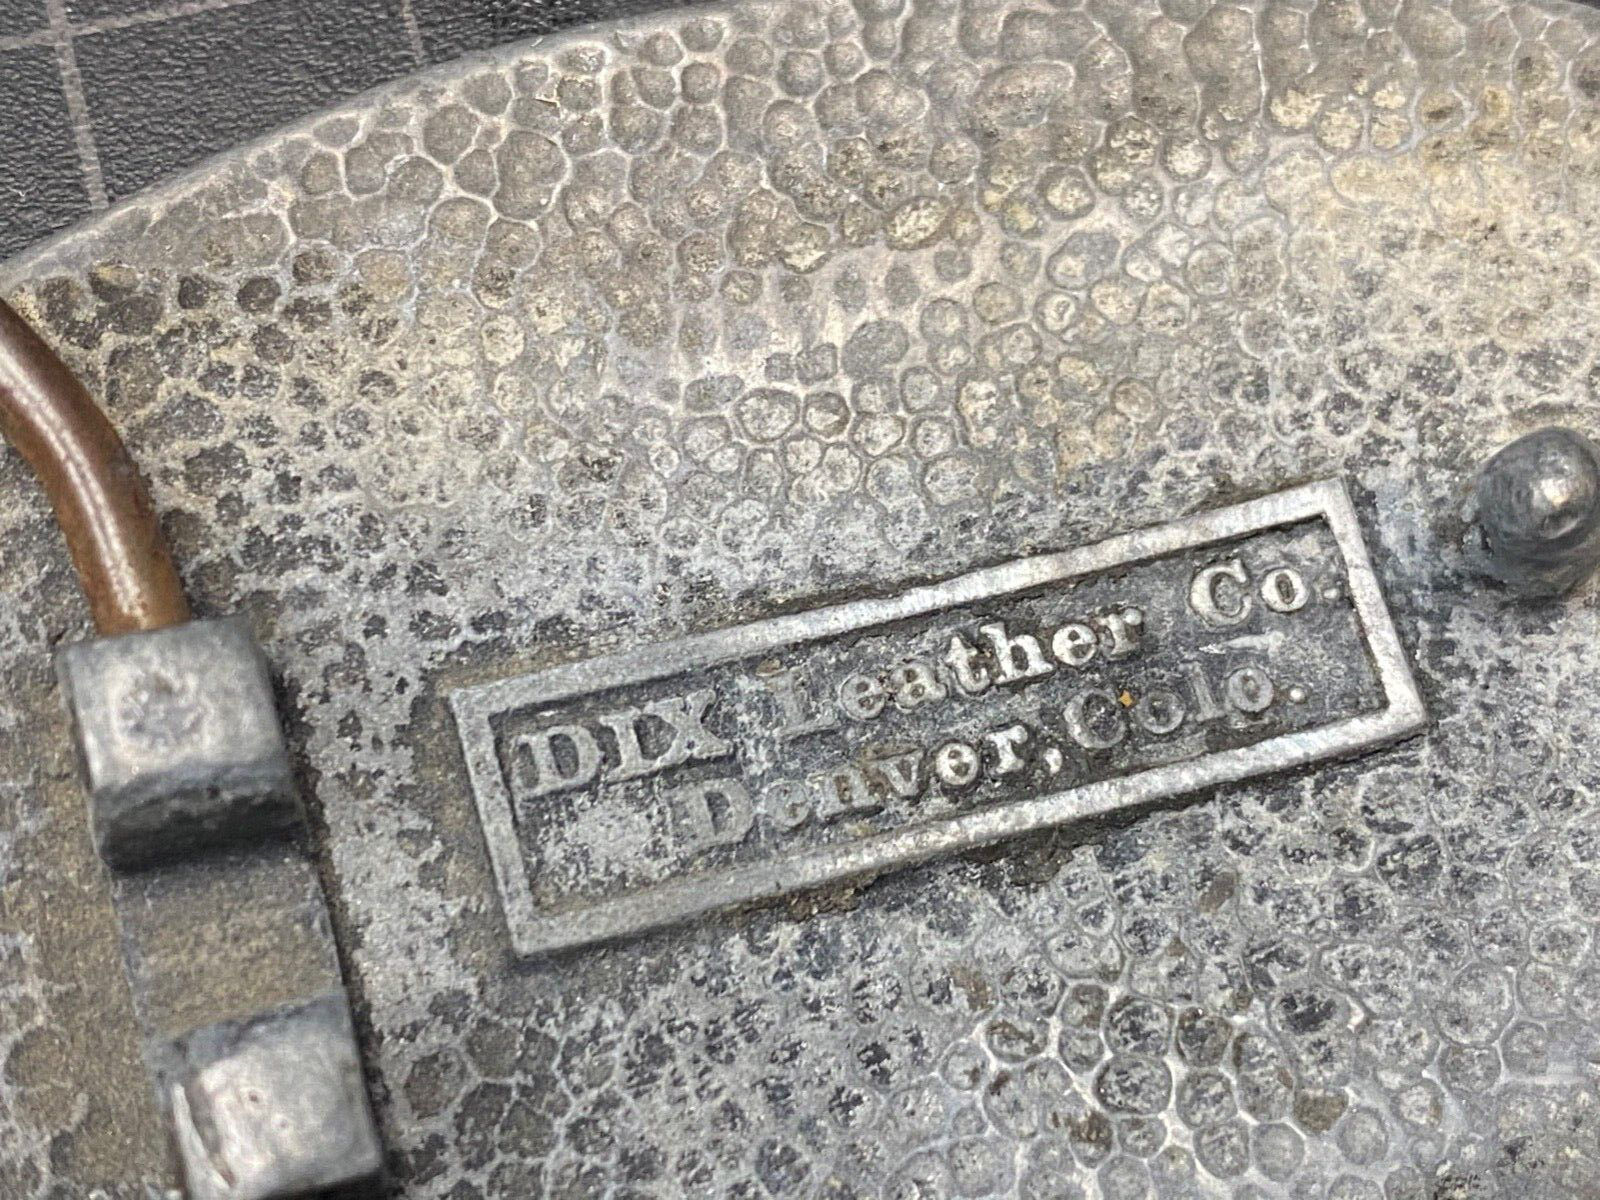 DIX Leather Co.
Denver, Colo.